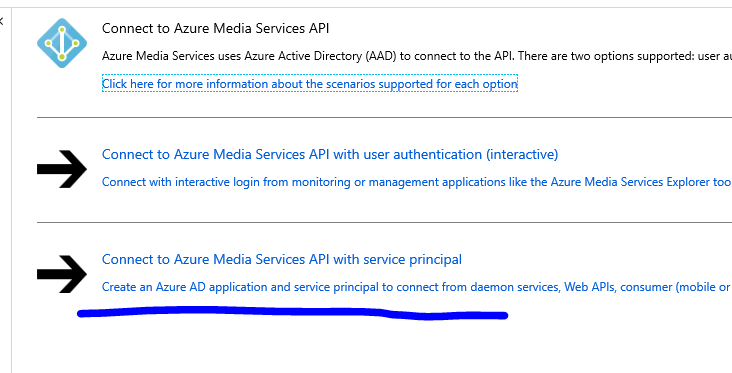 Connect to Azure Media Services API
Azure Media Services uses Azure Active Directory (AAD) to connect to the API. There are two options supported: user
Click here for more information about the scenarios supported for each option
Connect to Azure Media Services API with user authentication (interactive)
Connect with interactive login from monitoring or management applications like the Azure Media Services Explorer
Connect to Azure Media Services API with service principal
Create an Azure AD application and service principal to connect from daemon services, Web APIs, consumer (mobile or